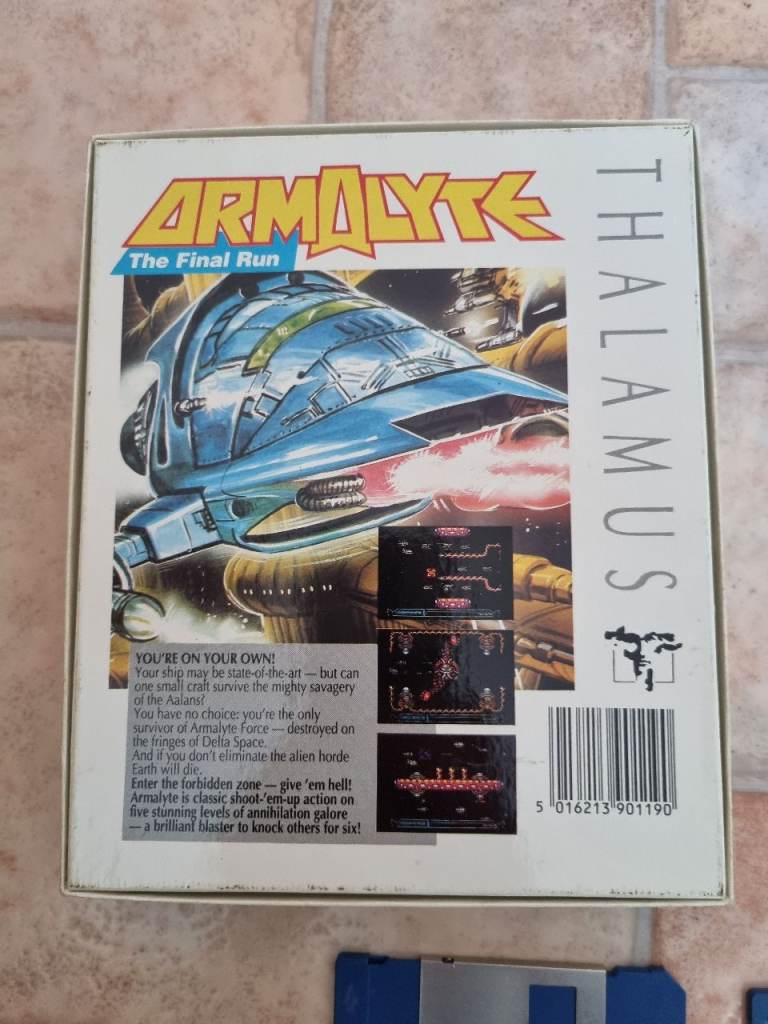 ARMALYTE
The Final Run
THALAMUS
YOU'RE ON YOUR OWN!
Your ship may be state-of-the-art — but can
one small craft survive the mighty savagery
of the Aalans?
You have no choice: you're the only
survivor of Armalyte Force — destroyed on
the fringes of Delta Space.
And if you don't eliminate the alien horde
Earth will die.
Enter the forbidden zone — give 'em hell!
Armalyte is classic shoot-'em-up action on
five stunning levels of annihilation galore
— a brilliant blaster to knock others for six!
5 016213 901190